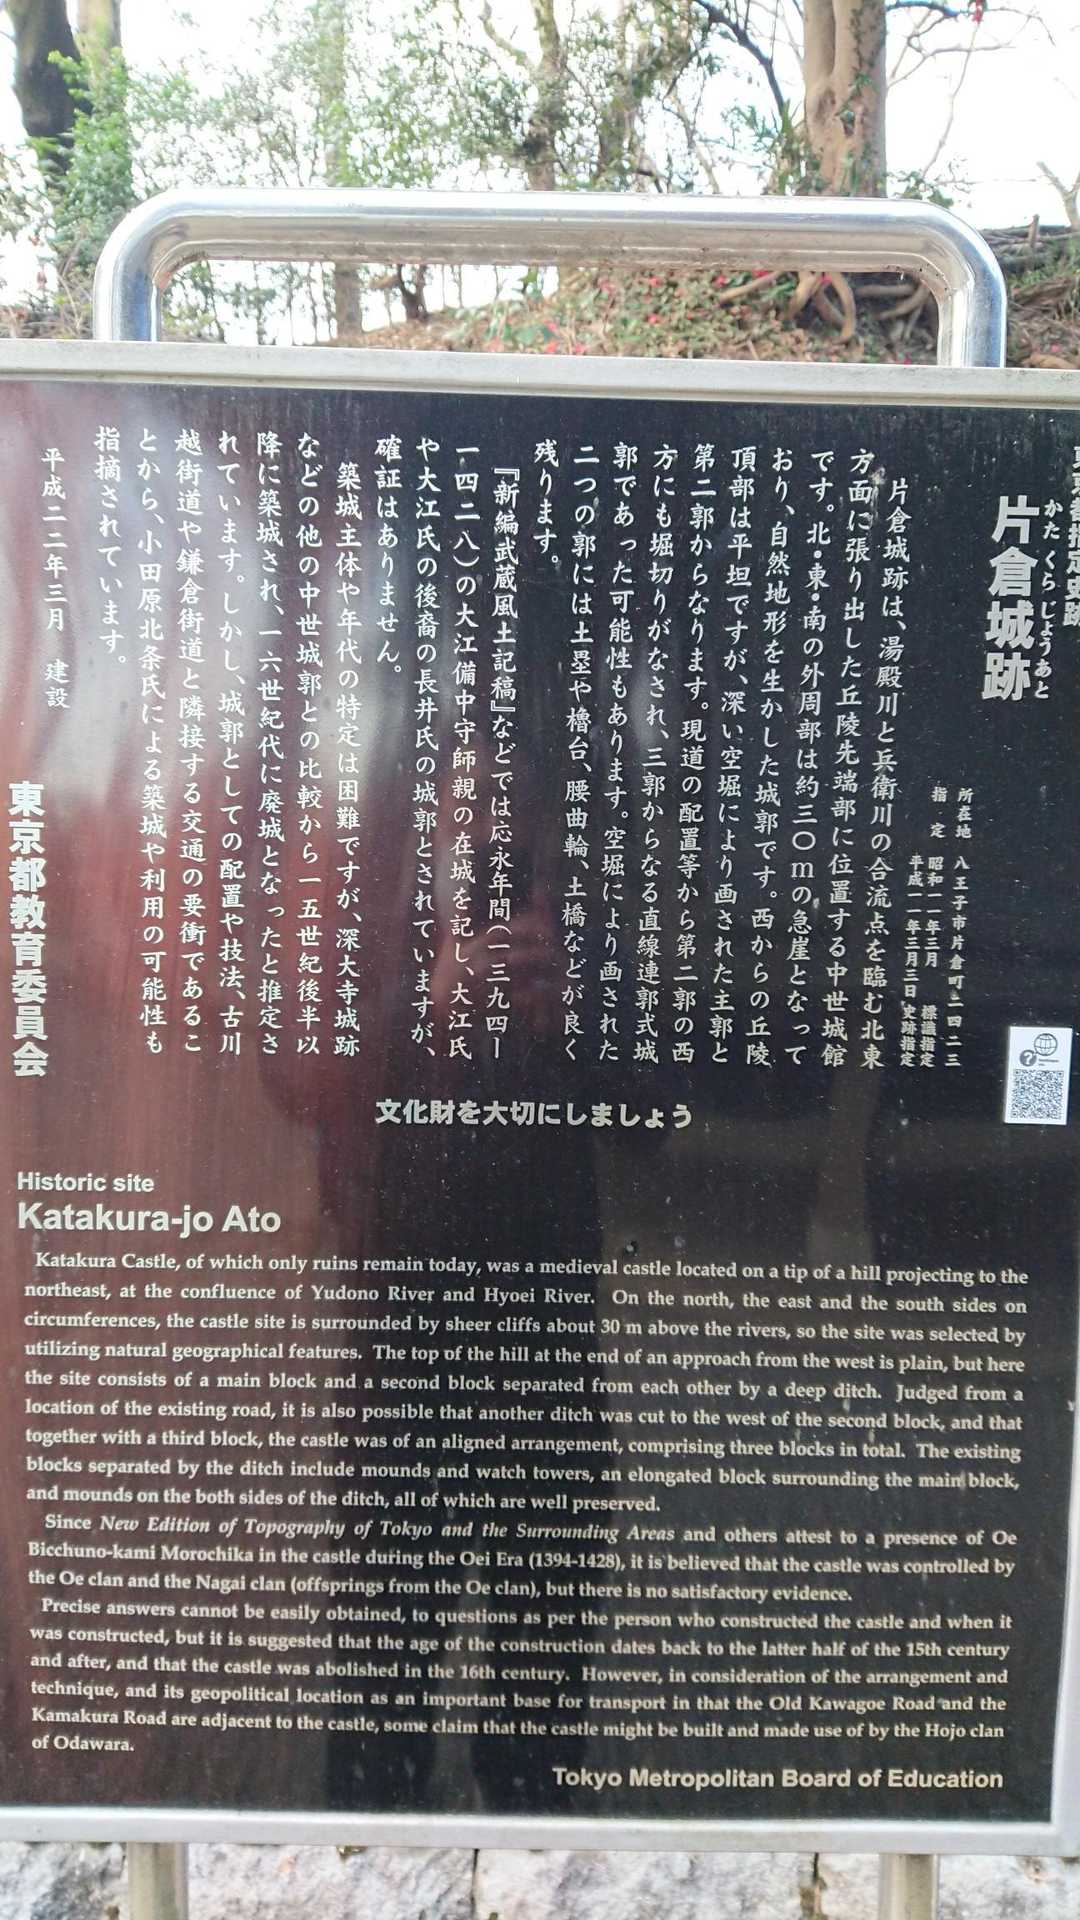 東京都指定史跡
片倉城跡
かたくらじょうあと
所在地 八王子市片倉町二四二三
指定 昭和一一年三月 標識指定
平成一一年三月三日 史跡指定
片倉城跡は、湯殿川と兵衛川の合流点を臨む北東
方面に張り出した丘陵先端部に位置する中世城館
です。北・東・南の外周部は約三〇mの急崖となって
おり、自然地形を生かした城郭です。西からの丘陵
頂部は平坦ですが、深い空堀により画された主郭と
第二郭からなります。現道の配置等から第二郭の西
方にも堀切りがなされ、三郭からなる直線連郭式城
郭であった可能性もあります。空堀により画された
二つの郭には土塁や櫓台、腰曲輪、土橋などが良く
残ります。
『新編武蔵風土記稿』などでは応永年間(一三九四ー
一四二八)の大江備中守師親の在城を記し、大江氏
や大江氏の後裔の長井氏の城郭とされていますが、
確証はありません。
築城主体や年代の特定は困難ですが、深大寺城跡
などの他の中世城郭との比較から一五世紀後半以
降に築城され、一六世紀代に廃城となったと推定さ
れています。しかし、城郭としての配置や技法、古川
越街道や鎌倉街道と隣接する交通の要衝であるこ
とから、小田原北条氏による築城や利用の可能性も
指摘されています。
平成二二年三月 建設
東京都教育委員会
文化財を大切にしましょう
Historic site
Katakura-jo Ato
Katakura Castle, of which only ruins remain today, was a medieval castle located on a tip of a hill projecting to the
northeast, at the confluence of Yudono River and Hyoei River. On the north, the east and the south sides on
circumferences, the castle site is surrounded by sheer cliffs about 30 m above the rivers, so the site was selected by
utilizing natural geographical features. The top of the hill at the end of an approach from the west is plain, but here
the site consists of a main block and a second block separated from each other by a deep ditch. Judged from a
location of the existing road, it is also possible that another ditch was cut to the west of the second block, and that
together with a third block, the castle was of an aligned arrangement, comprising three blocks in total. The existing
blocks separated by the ditch include mounds and watch towers, an elongated block surrounding the main block,
and mounds on the both sides of the ditch, all of which are well preserved.
Since New Edition of Topography of Tokyo and the Surrounding Areas and others attest to a presence of Oe
Bicchuno-kami Morochika in the castle during the Oei Era (1394-1428), it is believed that the castle was controlled by
the Oe clan and the Nagai clan (offsprings from the Oe clan), but there is no satisfactory evidence.
Precise answers cannot be easily obtained, to questions as per the person who constructed the castle and when it
was constructed, but it is suggested that the age of the construction dates back to the latter half of the 15th century
and after, and that the castle was abolished in the 16th century. However, in consideration of the arrangement and
technique, and its geopolitical location as an important base for transport in that the Old Kawagoe Road and the
Kamakura Road are adjacent to the castle, some claim that the castle might be built and made use of by the Hojo clan
of Odawara.
Tokyo Metropolitan Board of Education